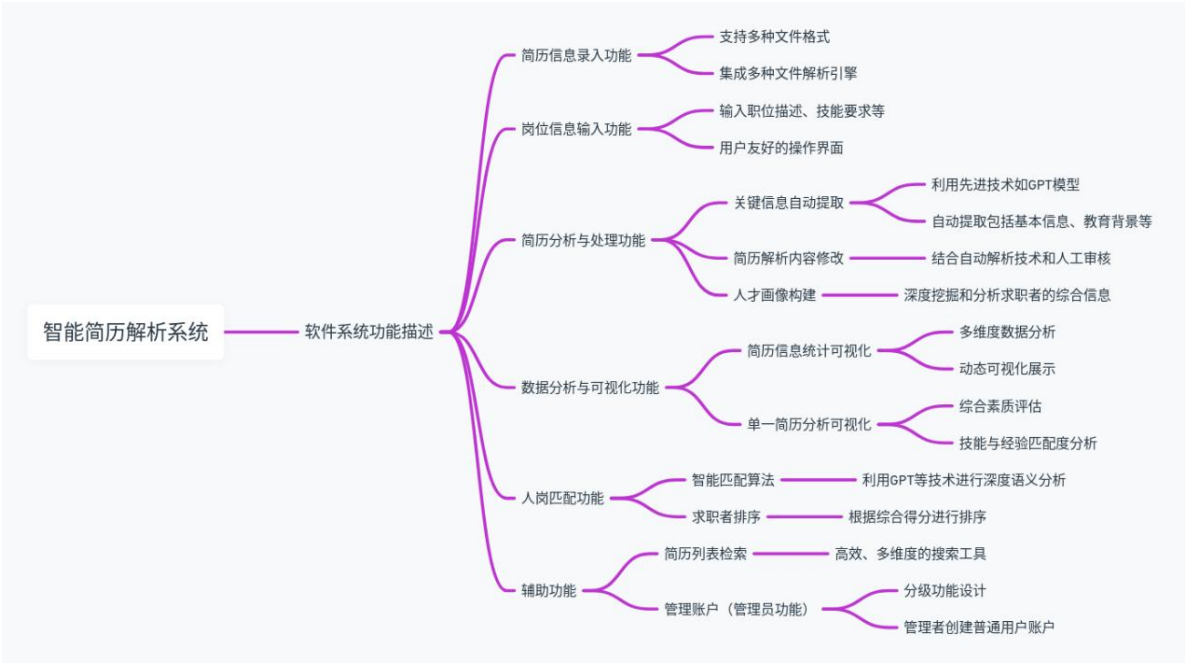 智能简历解析系统
软件系统功能描述
简历信息录入功能
支持多种文件格式
集成多种文件解析引擎
岗位信息输入功能
输入职位描述、技能要求等
用户友好的操作界面
简历分析与处理功能
关键信息自动提取
利用先进技术如GPT模型
自动提取包括基本信息、教育背景等
简历解析内容修改
结合自动解析技术和人工审核
人才画像构建
深度挖掘和分析求职者的综合信息
数据分析与可视化功能
简历信息统计可视化
多维度数据分析
动态可视化展示
单一简历分析可视化
综合素质评估
技能与经验匹配度分析
人岗匹配功能
智能匹配算法
利用GPT等技术进行深度语义分析
求职者排序
根据综合得分进行排序
辅助功能
简历列表检索
高效、多维度的搜索工具
管理账户（管理员功能）
分级功能设计
管理者创建普通用户账户